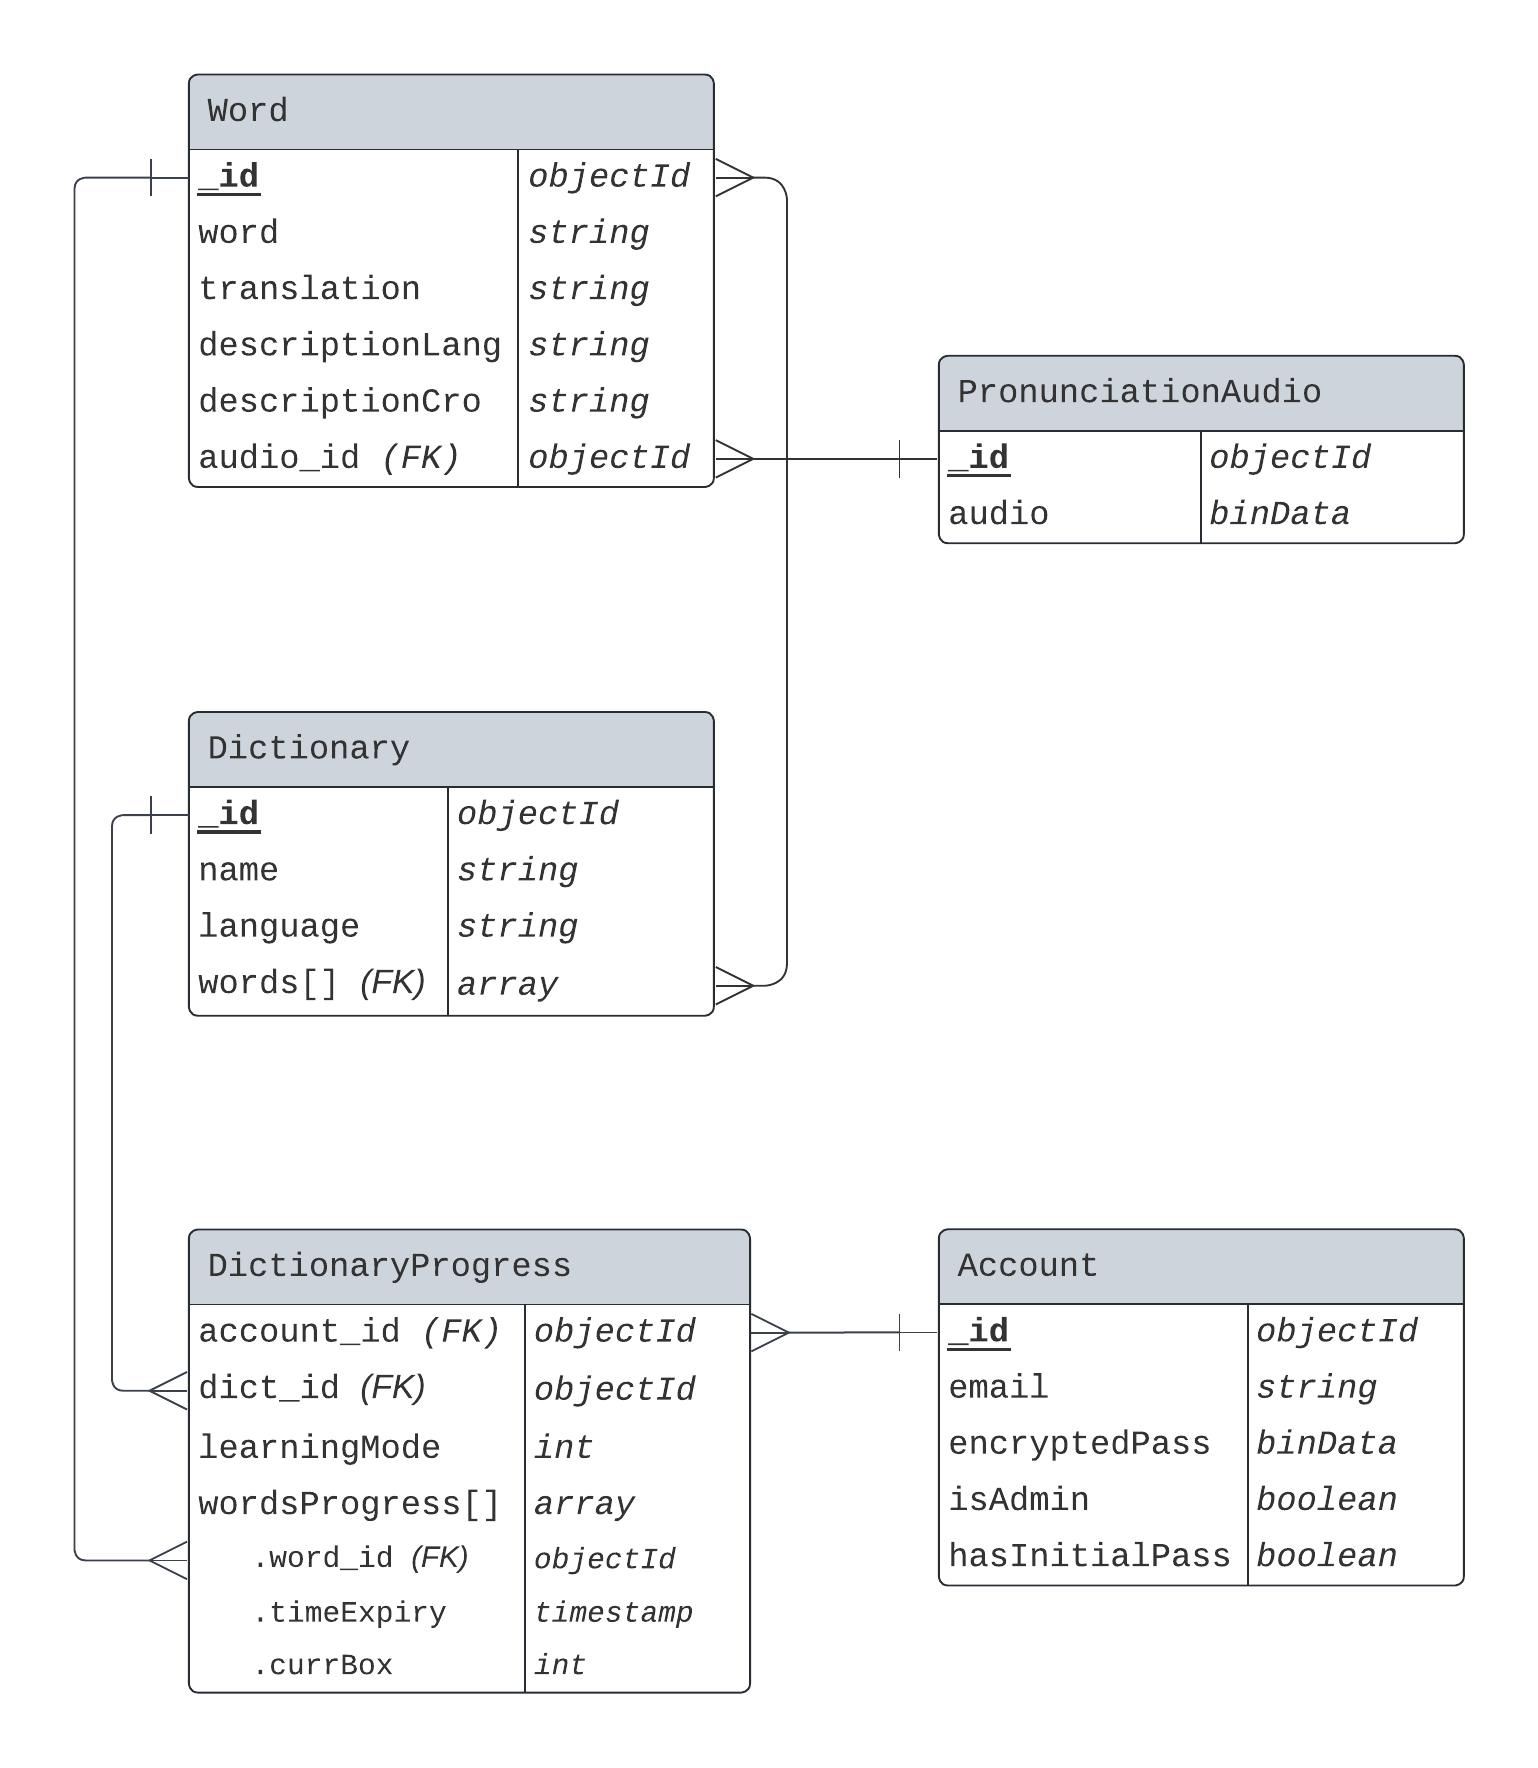 Word
_id objectId
word string
translation string
descriptionLang string
descriptionCro string
audio_id (FK) objectId
PronunciationAudio
_id objectId
audio binData
Dictionary
_id objectId
name string
language string
words[] (FK) array
DictionaryProgress
account_id (FK) objectId
dict_id (FK) objectId
learningMode int
wordsProgress[] array
.word_id (FK) objectId
.timeExpiry timestamp
.currBox int
Account
_id objectId
email string
encryptedPass binData
isAdmin boolean
hasInitialPass boolean